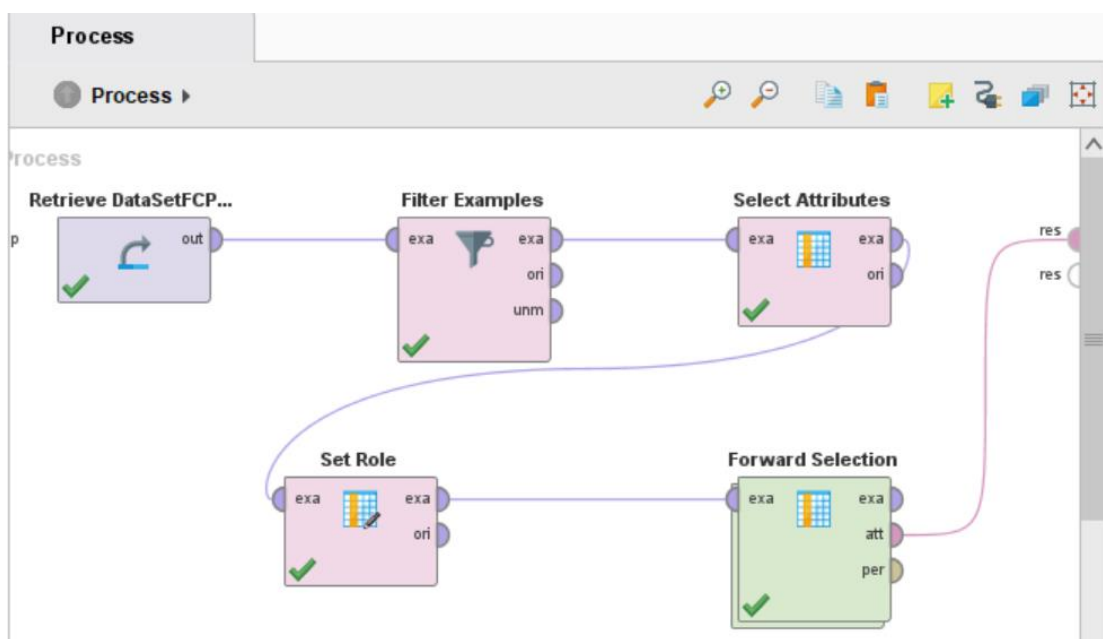 Process
Process
Process
Retrieve DataSetFCP...
Filter Examples
Select Attributes
p
out
exa
exa
exa
exa
res
ori
ori
res
unm
Set Role
Forward Selection
exa
exa
exa
exa
ori
att
per